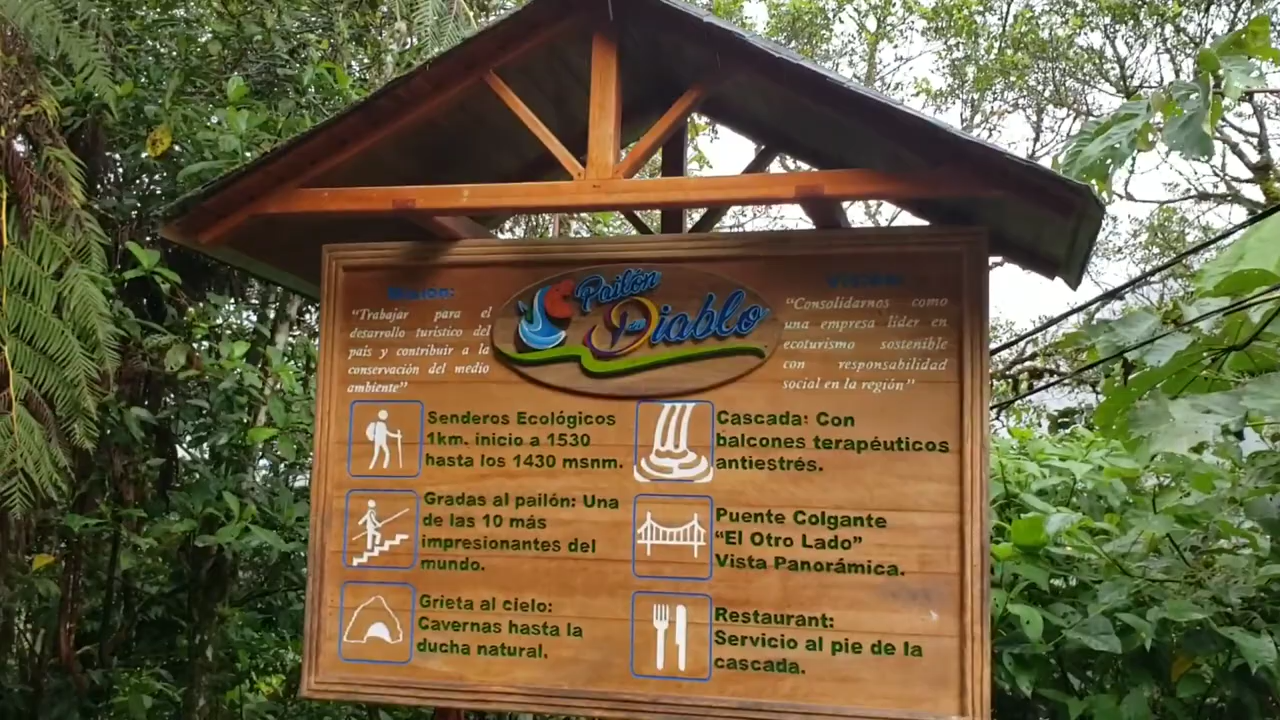 Misión:
“Trabajar para el
desarrollo turístico del
país y contribuir a la
conservación del medio
ambiente”
Pailón
Diablo
Visión:
“Consolidarnos como
una empresa líder en
ecoturismo sostenible
con responsabilidad
social en la región”
Senderos Ecológicos
1km. inicio a 1530
hasta los 1430 msnm.
Gradas al pailón: Una
de las 10 más
impresionantes del
mundo.
Grieta al cielo:
Cavernas hasta la
ducha natural.
Cascada: Con
balcones terapéuticos
antiestrés.
Puente Colgante
“El Otro Lado”
Vista Panorámica.
Restaurant:
Servicio al pie de la
cascada.